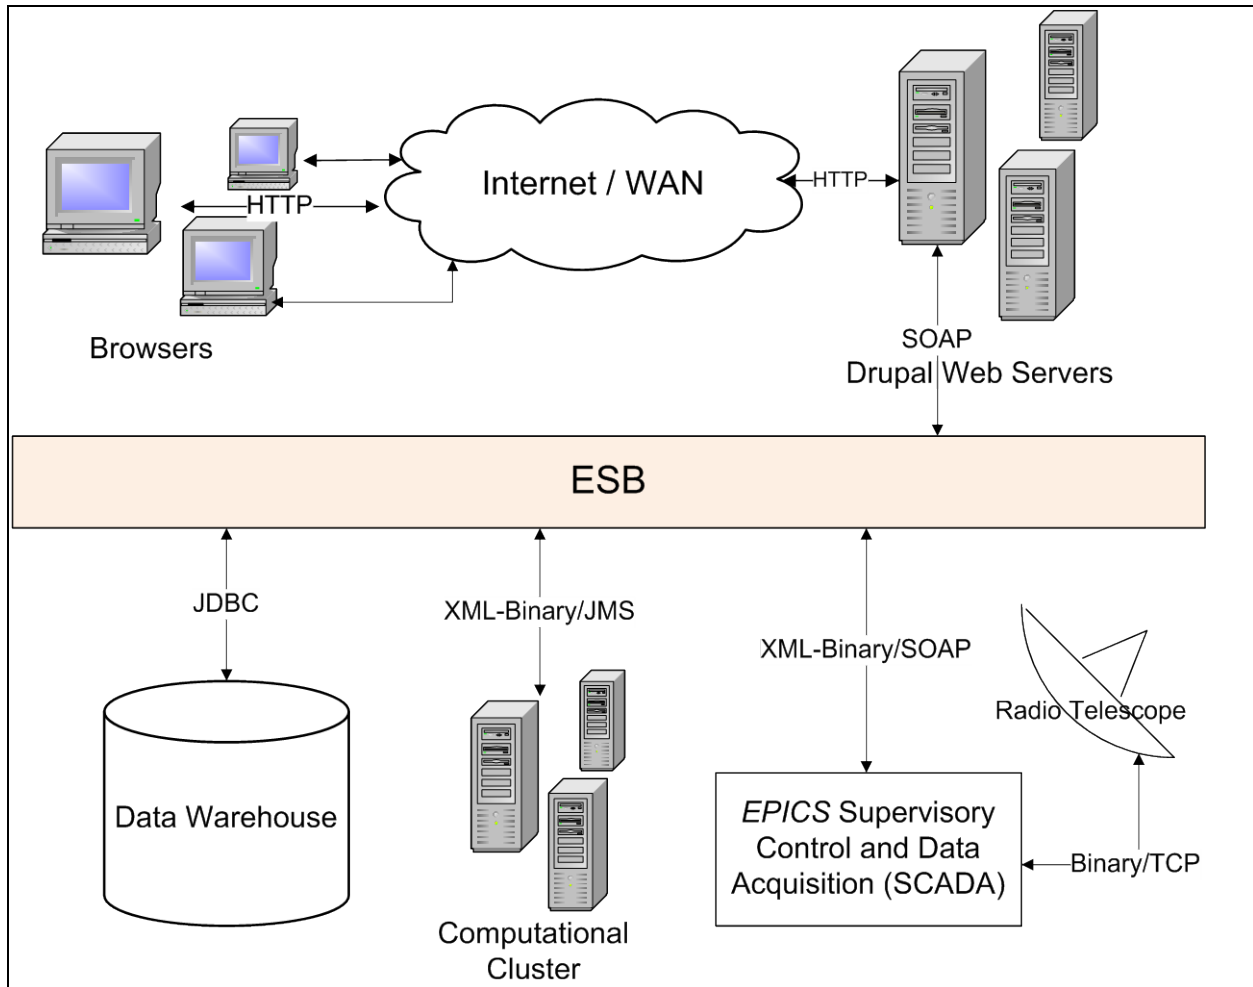 Internet / WAN
HTTP
HTTP
Browsers
SOAP
Drupal Web Servers
ESB
JDBC
XML-Binary/JMS
XML-Binary/SOAP
Radio Telescope
Data Warehouse
EPICS Supervisory
Control and Data
Acquisition (SCADA)
Binary/TCP
Computational
Cluster